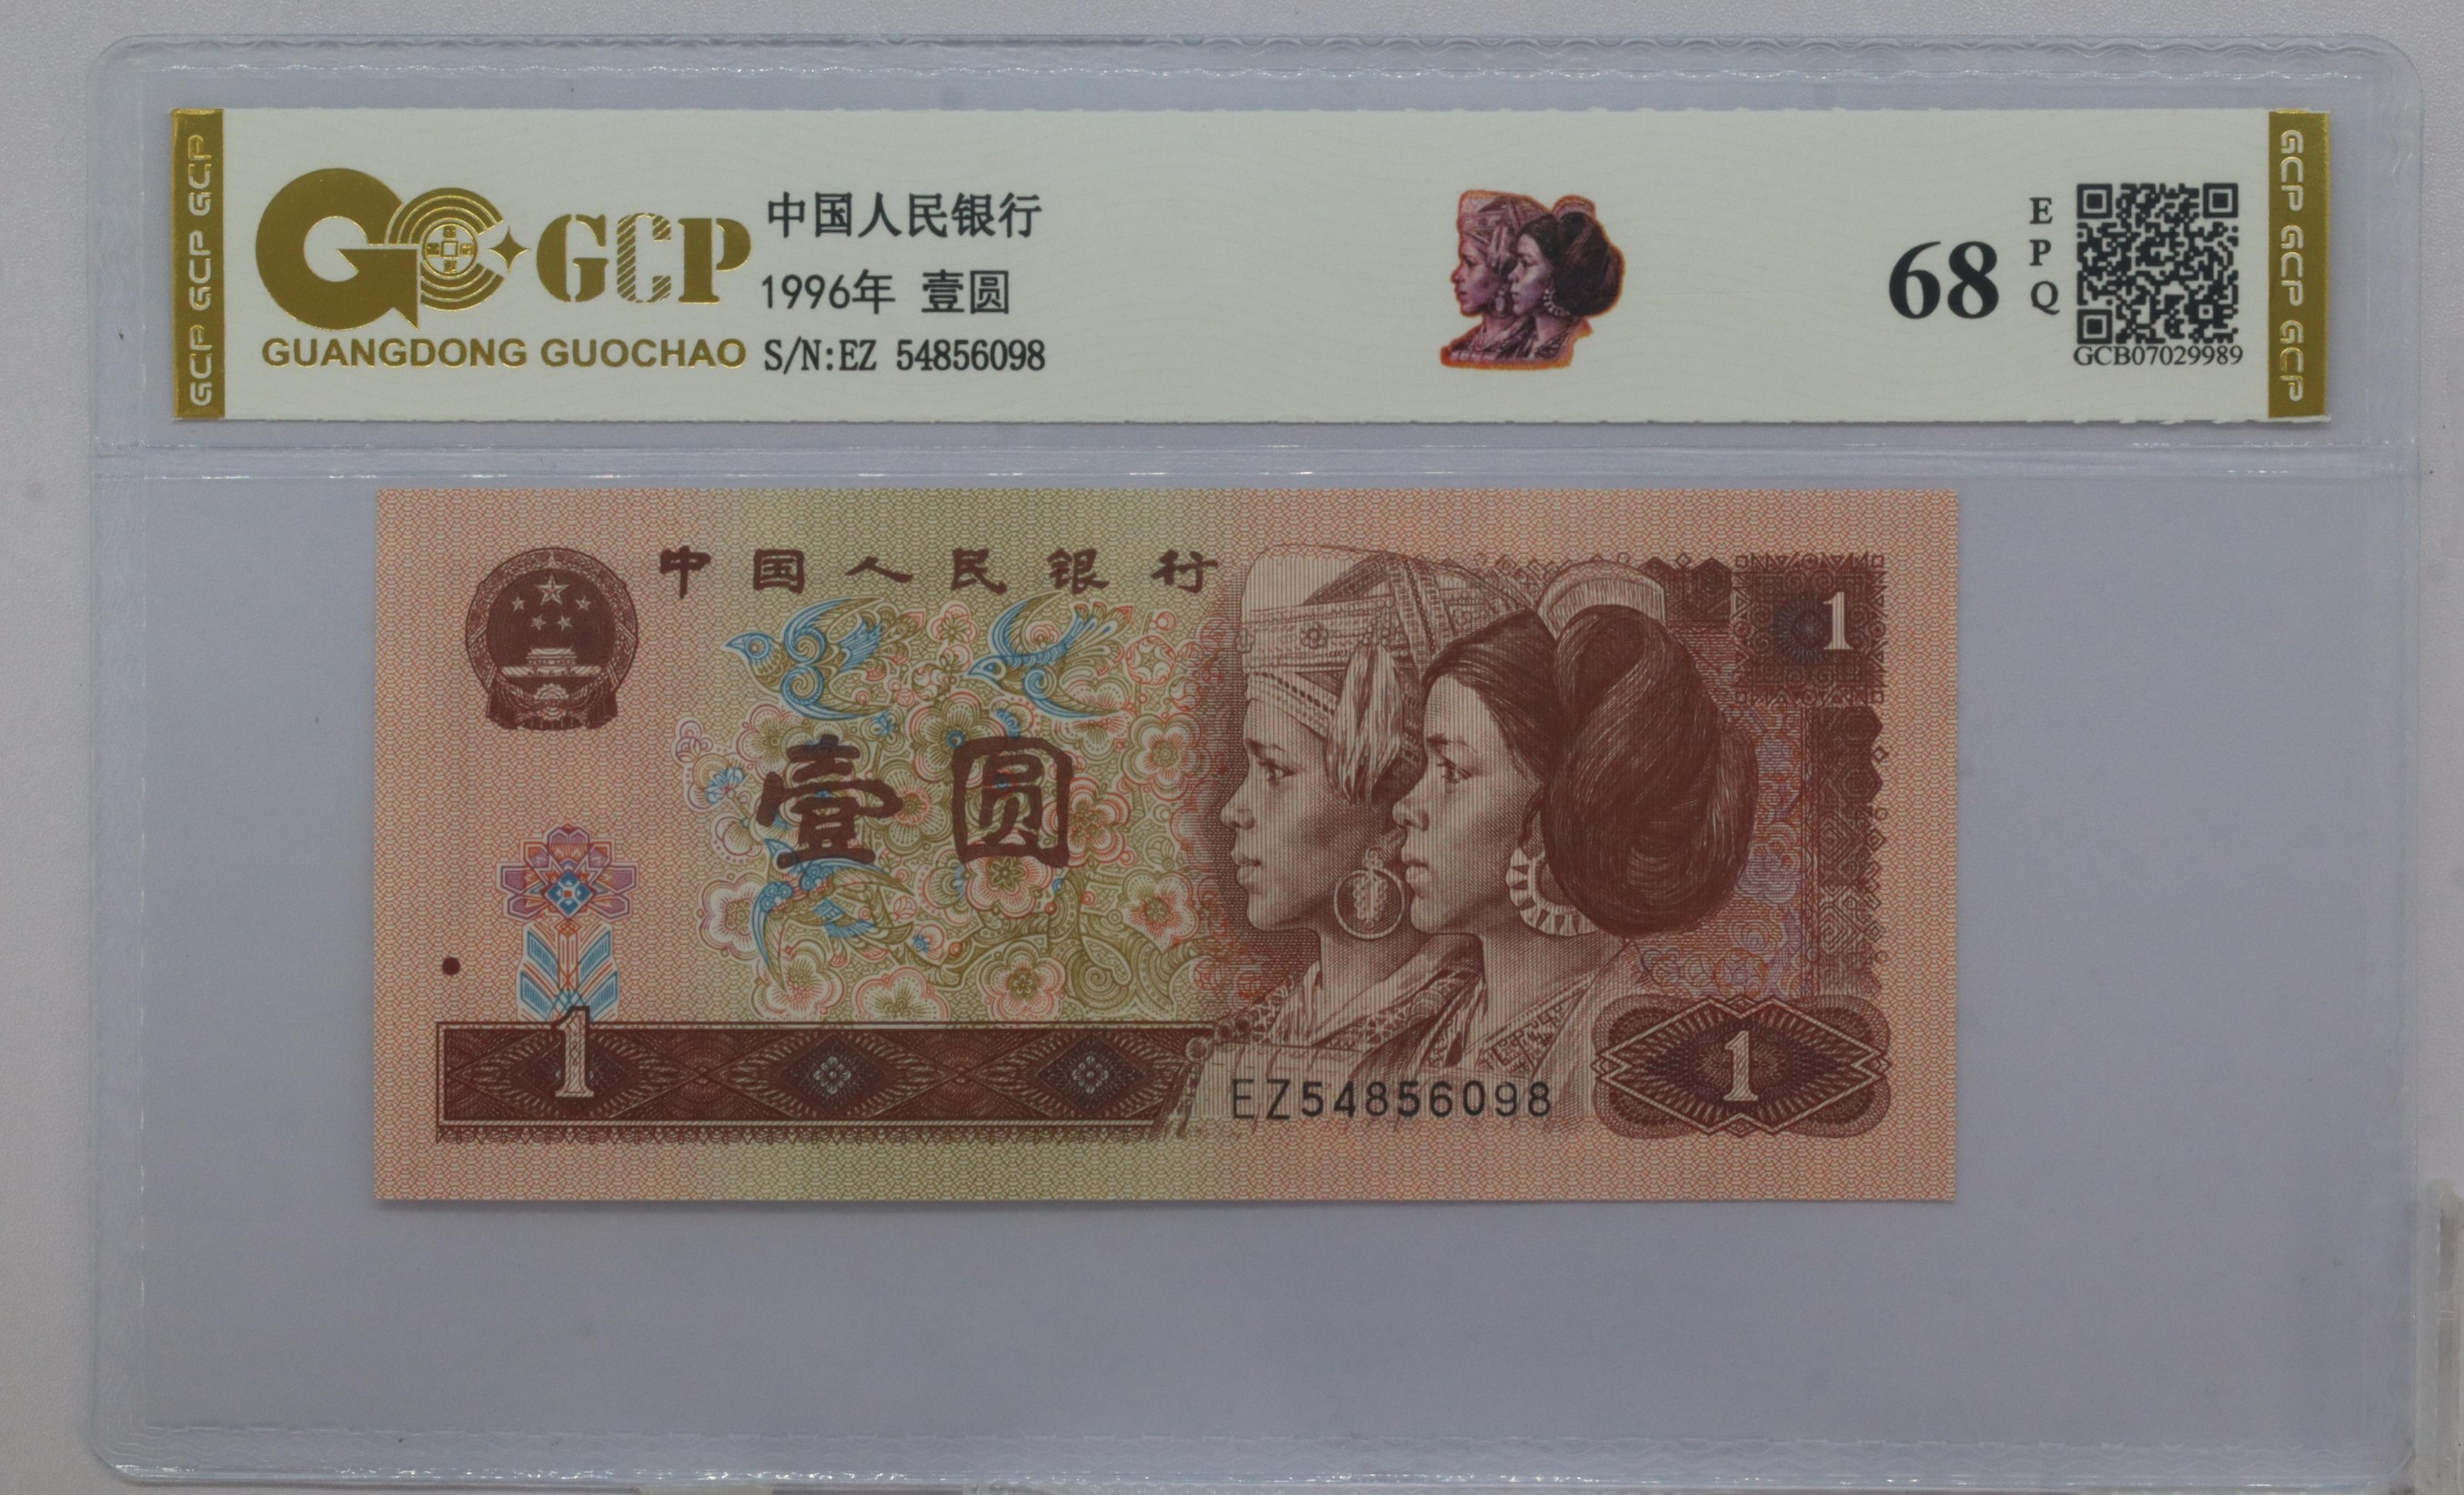 GCP GCP GCP
GCP
GUANGDONG GUOCHAO
中国人民银行
1996年 壹圆
S/N:EZ 54856098
68
E
P
Q
GCB07029989
GCP GCP GCP
中国人民银行
1
壹圆
1
EZ54856098
1